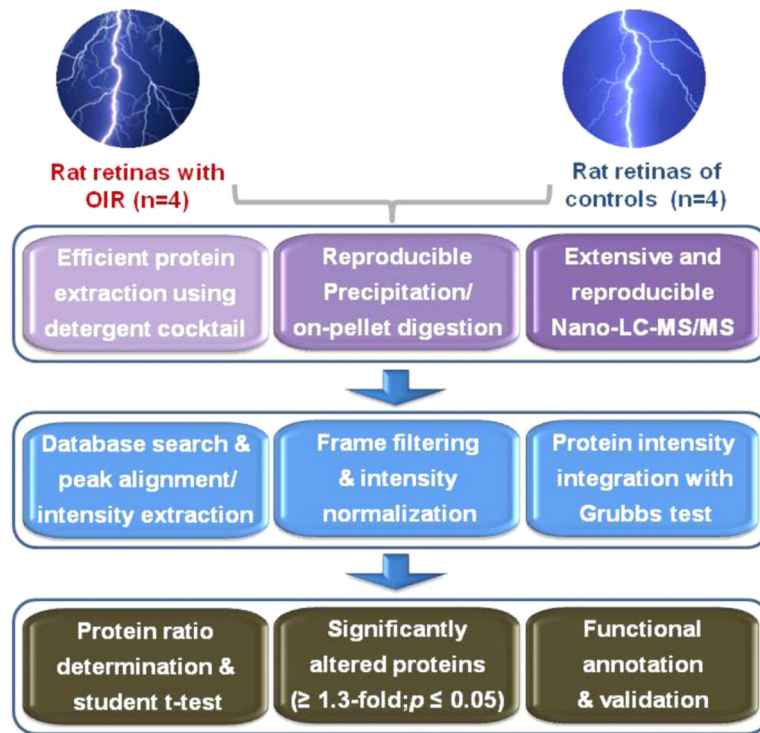 Rat retinas with
OIR (n=4)
Rat retinas of
controls (n=4)
Efficient protein
extraction using
detergent cocktail
Reproducible
Precipitation/
on-pellet digestion
Extensive and
reproducible
Nano-LC-MS/MS
Database search &
peak alignment/
intensity extraction
Frame filtering
& intensity
normalization
Protein intensity
integration with
Grubbs test
Protein ratio
determination &
student t-test
Significantly
altered proteins
(≥ 1.3-fold;p ≤ 0.05)
Functional
annotation
& validation